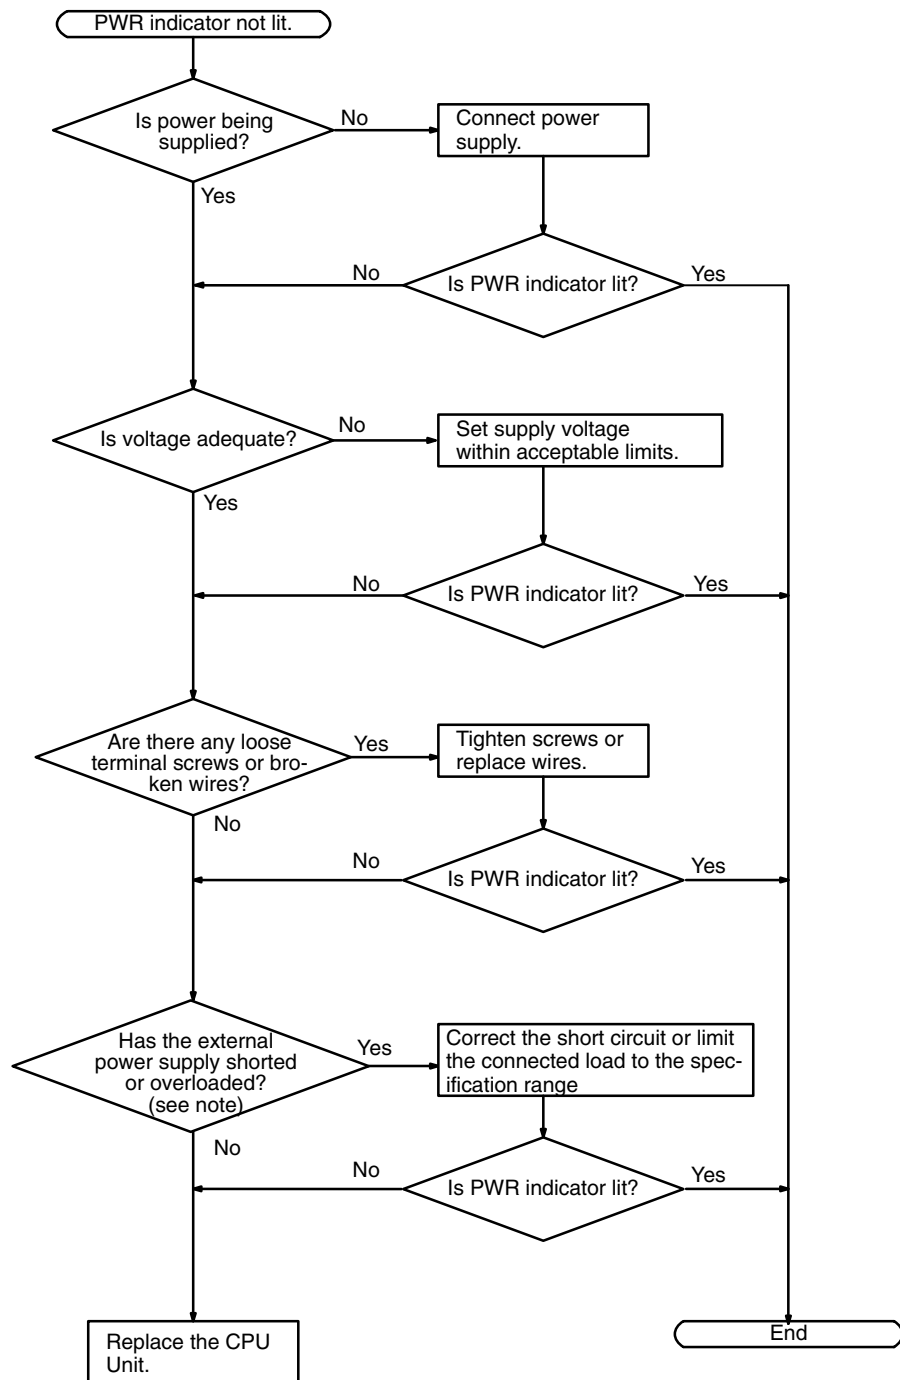 PWR indicator not lit.
Is power being
supplied?
No
Connect power
supply.
Yes
No
Is PWR indicator lit?
Yes
Is voltage adequate?
No
Set supply voltage
within acceptable limits.
Yes
No
Is PWR indicator lit?
Yes
Are there any loose
terminal screws or bro-
ken wires?
Yes
Tighten screws or
replace wires.
No
No
Is PWR indicator lit?
Yes
Has the external
power supply shorted
or overloaded?
(see note)
Yes
Correct the short circuit or limit
the connected load to the spec-
ification range
No
No
Is PWR indicator lit?
Yes
Replace the CPU
Unit.
End